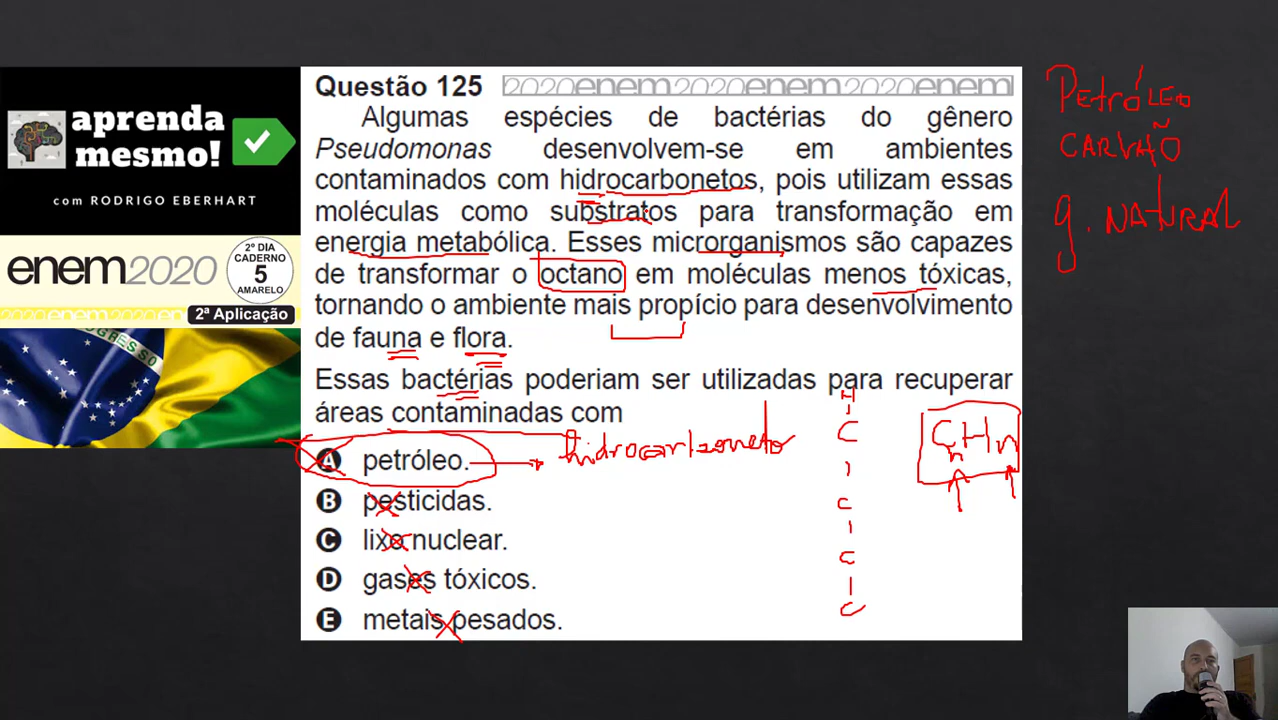 aprenda
mesmo!
com RODRIGO EBERHART
enem2020
2º DIA
CADERNO
5
AMARELO
2ª Aplicação
Questão 125
2020enem2020enem2020enem
Algumas espécies de bactérias do gênero
Pseudomonas desenvolvem-se em ambientes
contaminados com hidrocarbonetos, pois utilizam essas
moléculas como substratos para transformação em
energia metabólica. Esses microrganismos são capazes
de transformar o octano em moléculas menos tóxicas,
tornando o ambiente mais propício para desenvolvimento
de fauna e flora.
Essas bactérias poderiam ser utilizadas para recuperar
áreas contaminadas com
A petróleo.
hidrocarboneto
B pesticidas.
C lixo nuclear.
D gases tóxicos.
E metais pesados.
H
C
C
C
C
CnHn
PETRÓLEO
CARVÃO
g. NATURAL